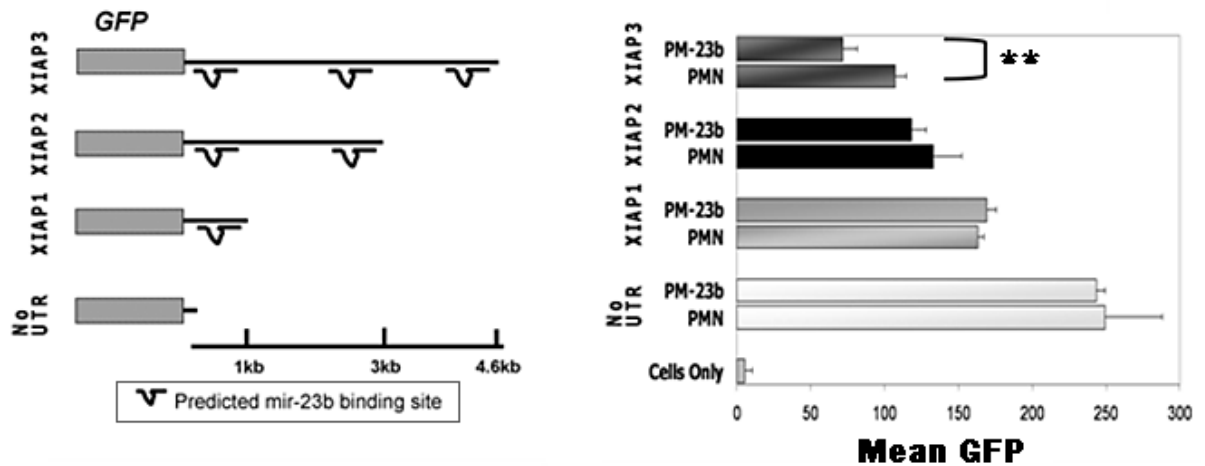 GFP
XIAP3
XIAP2
XIAP1
No UTR
1kb 3kb 4.6kb
Predicted mir-23b binding site
XIAP3
PM-23b
PMN
**
XIAP2
PM-23b
PMN
XIAP1
PM-23b
PMN
No UTR
PM-23b
PMN
Cells Only
0 50 100 150 200 250 300
Mean GFP